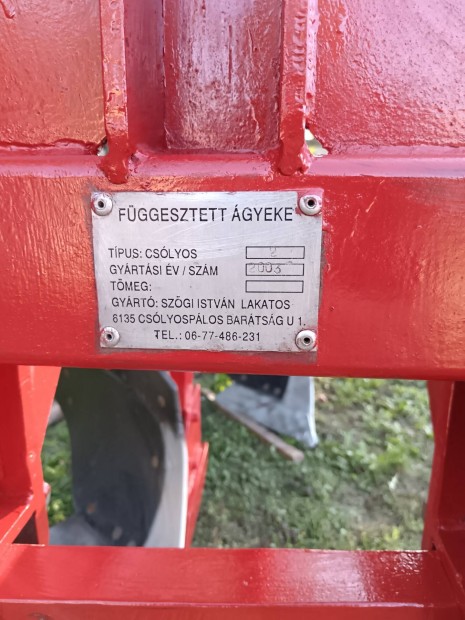 FÜGGESZTETT ÁGYEKE
TÍPUS: CSÓLYOS 2
GYÁRTÁSI ÉV / SZÁM 2003
TÖMEG:
GYÁRTÓ: SZÖGI ISTVÁN LAKATOS
6135 CSÓLYOSPÁLOS BARÁTSÁG U 1.
TEL.: 06-77-486-231